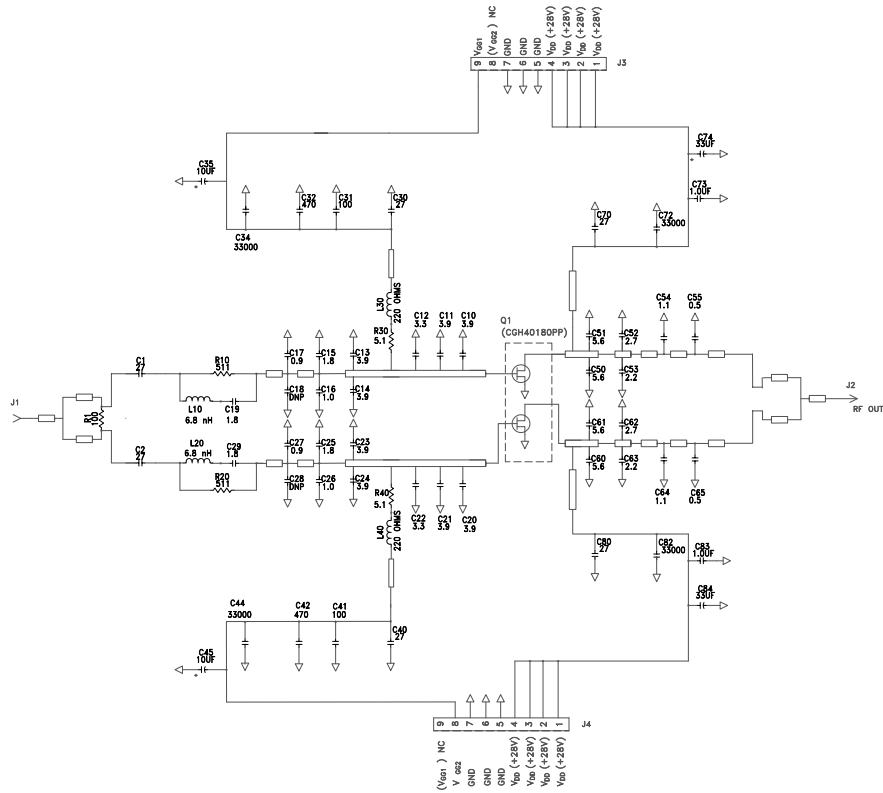 VGG1
(VGG2) NC
GND
GND
GND
VDD (+28V)
VDD (+28V)
VDD (+28V)
VDD (+28V)
9 8 7 6 5 4 3 2 1
J3
C35
10UF
+
C74
33UF
+
C73
1.0UF
C34
33000
C32
470
C31
100
C30
27
C70
27
C72
33000
L30
220 OHMS
R30
5.1
C12
3.3
C11
3.9
C10
3.9
Q1
(CGH40180PP)
C54
1.1
C55
0.5
C51
5.6
C52
2.7
C50
5.6
C53
2.2
C17
0.9
C15
1.8
C13
3.9
C18
DNP
C16
1.0
C14
3.9
C1
27
R10
511
L10
6.8 nH
C19
1.8
J1
R1
100
J2
RF OUT
L20
6.8 nH
C29
1.8
C2
27
R20
511
C27
0.9
C25
1.8
C23
3.9
C28
DNP
C26
1.0
C24
3.9
C61
5.6
C62
2.7
C60
5.6
C63
2.2
R40
5.1
C22
3.3
C21
3.9
C20
3.9
C64
1.1
C65
0.5
L40
220 OHMS
C80
27
C82
33000
C83
1.0UF
C84
33UF
+
C44
33000
C42
470
C41
100
C40
27
C45
10UF
+
9 8 7 6 5 4 3 2 1
J4
(VGG1) NC
V GG2
GND
GND
GND
VDD (+28V)
VDD (+28V)
VDD (+28V)
VDD (+28V)